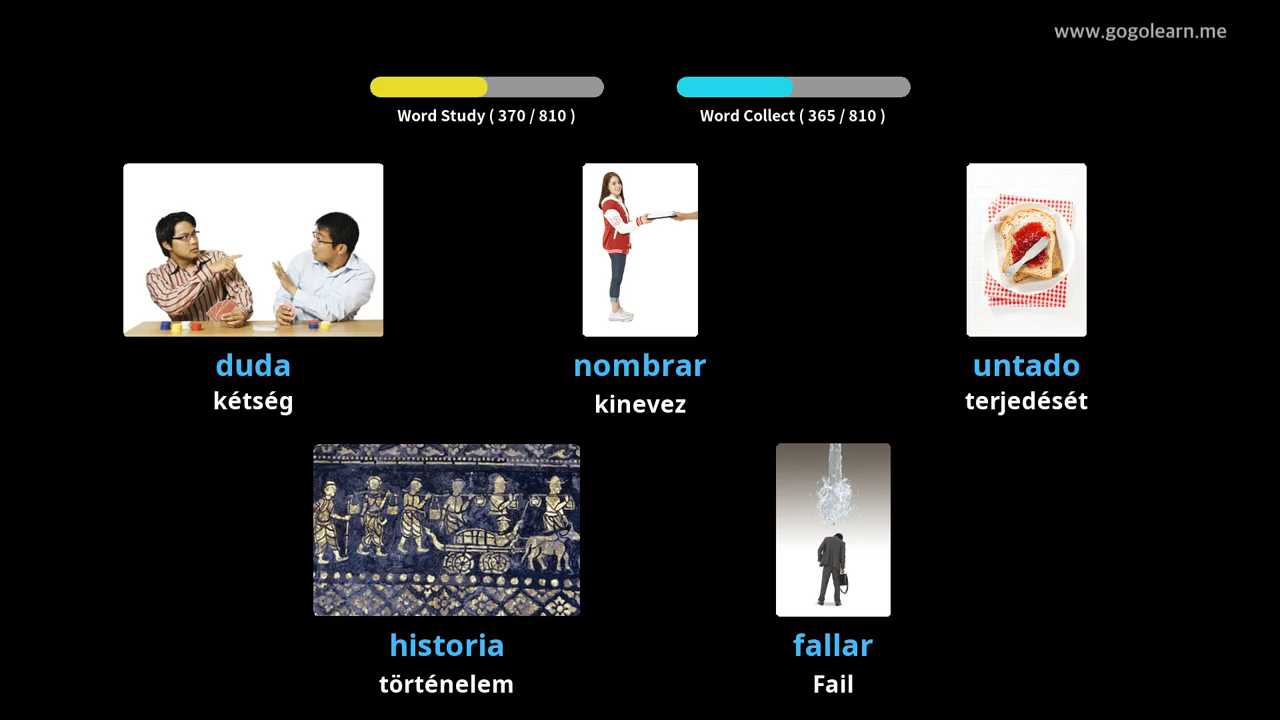 www.gogolearn.me
Word Study ( 370 / 810 )
Word Collect ( 365 / 810 )
duda
kétség
nombrar
kinevez
untado
terjedését
historia
történelem
fallar
Fail